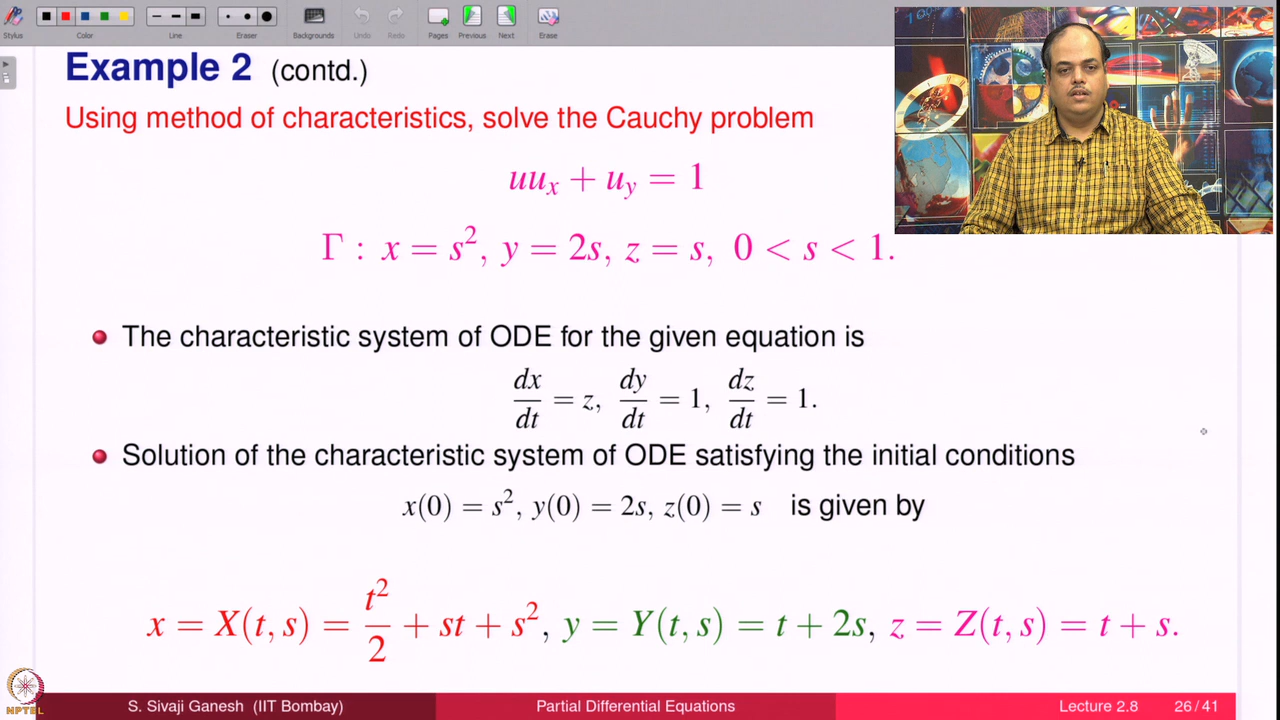 Stylus Color Line Eraser Backgrounds Undo Redo Pages Previous Next Erase
Example 2 (contd.)
Using method of characteristics, solve the Cauchy problem
uu_x + u_y = 1
Γ : x = s², y = 2s, z = s, 0 < s < 1.
The characteristic system of ODE for the given equation is
dx/dt = z, dy/dt = 1, dz/dt = 1.
Solution of the characteristic system of ODE satisfying the initial conditions
x(0) = s², y(0) = 2s, z(0) = s is given by
x = X(t, s) = t²/2 + st + s², y = Y(t, s) = t + 2s, z = Z(t, s) = t + s.
NPTEL
S. Sivaji Ganesh (IIT Bombay) Partial Differential Equations Lecture 2.8 26 / 41